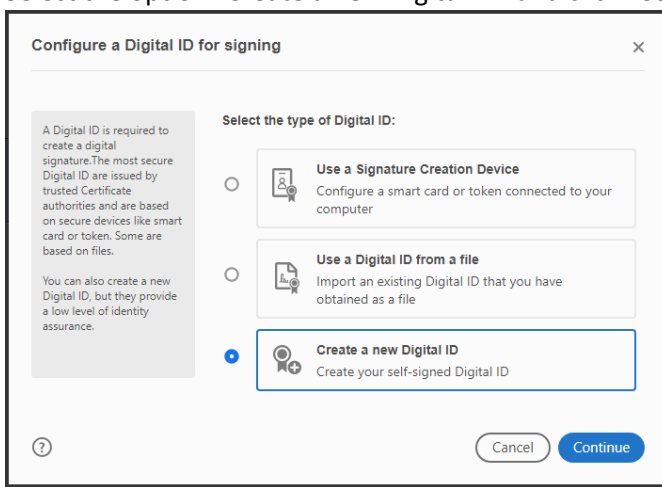 Configure a Digital ID for signing
A Digital ID is required to
create a digital
signature.The most secure
Digital ID are issued by
trusted Certificate
authorities and are based
on secure devices like smart
card or token. Some are
based on files.
You can also create a new
Digital ID, but they provide
a low level of identity
assurance.
Select the type of Digital ID:
Use a Signature Creation Device
Configure a smart card or token connected to your
computer
Use a Digital ID from a file
Import an existing Digital ID that you have
obtained as a file
Create a new Digital ID
Create your self-signed Digital ID
Cancel
Continue